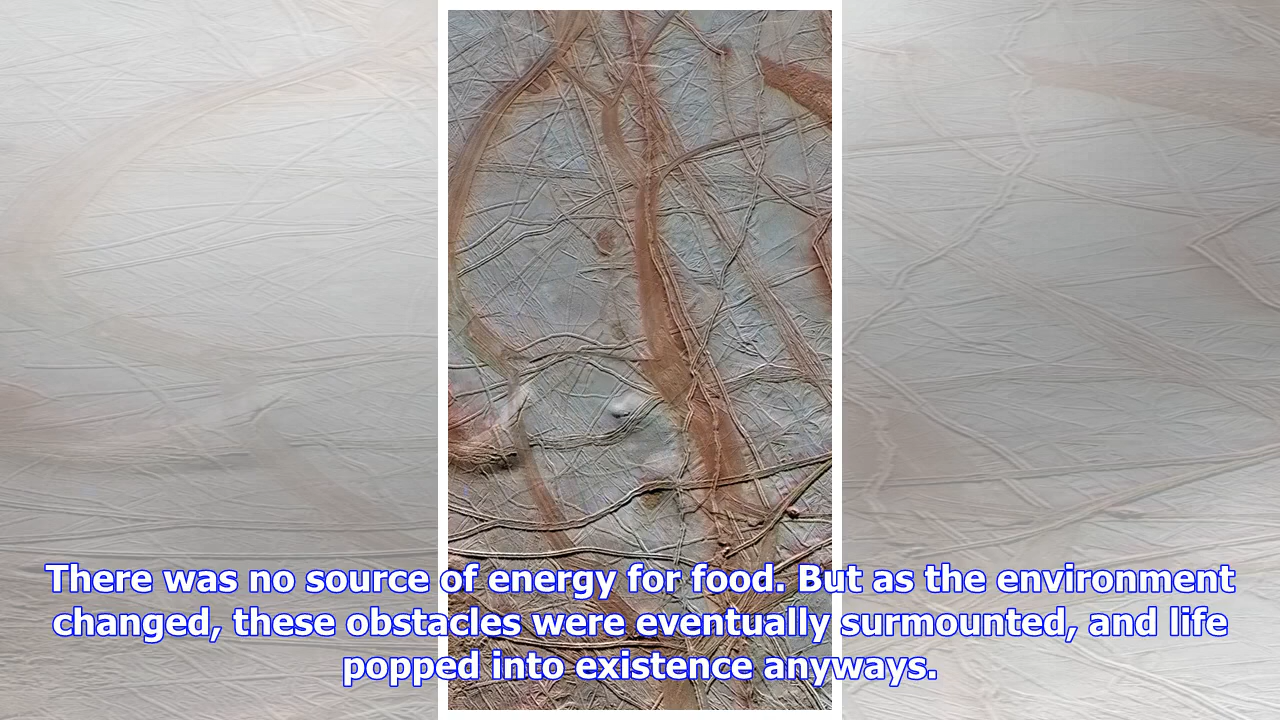 There was no source of energy for food. But as the environment
changed, these obstacles were eventually surmounted, and life
popped into existence anyways.